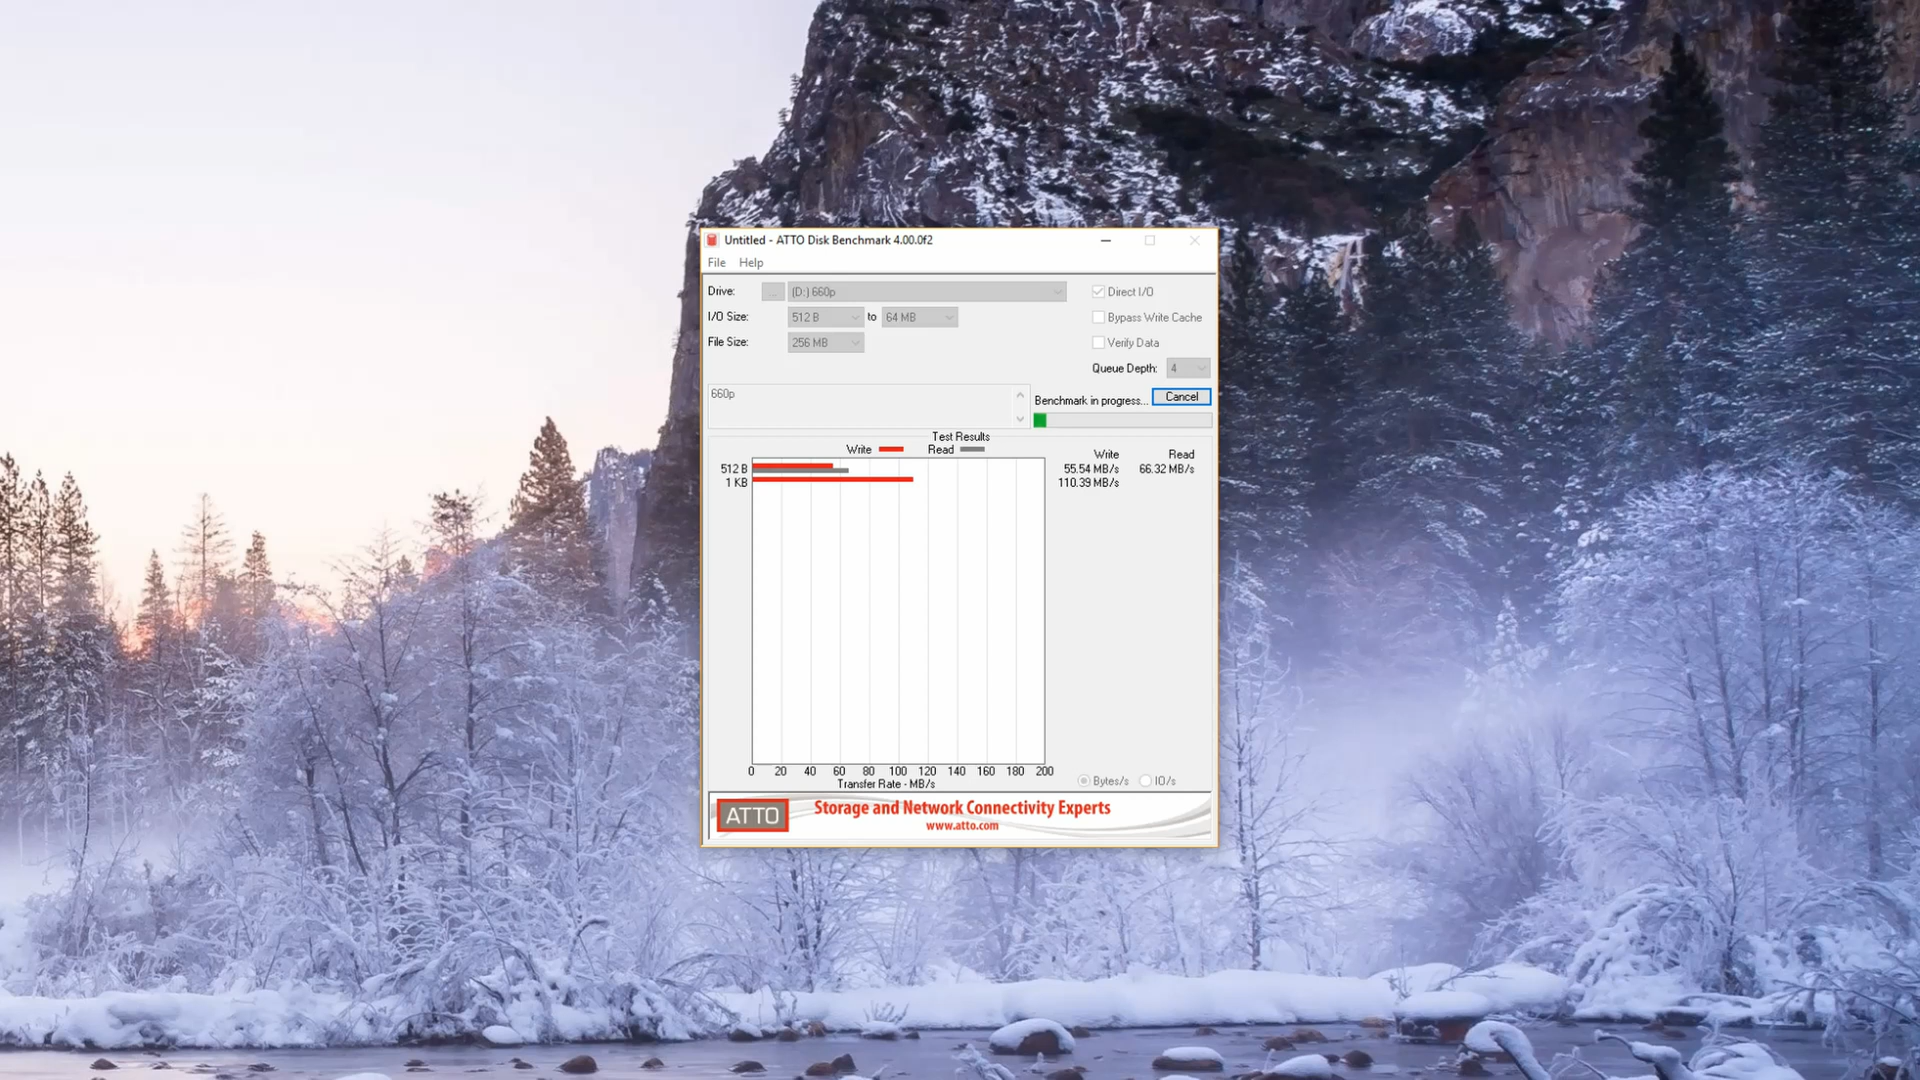 Untitled - ATTO Disk Benchmark 4.00.0f2
File Help
Drive: ... (D:) 660p Direct I/O
I/O Size: 512 B to 64 MB Bypass Write Cache
File Size: 256 MB Verify Data
Queue Depth: 4
660p
Benchmark in progress... Cancel
Test Results
Write Read
Write Read
512 B 55.54 MB/s 66.32 MB/s
1 KB 110.39 MB/s
0 20 40 60 80 100 120 140 160 180 200
Transfer Rate - MB/s
Bytes/s IO/s
ATTO Storage and Network Connectivity Experts
www.atto.com